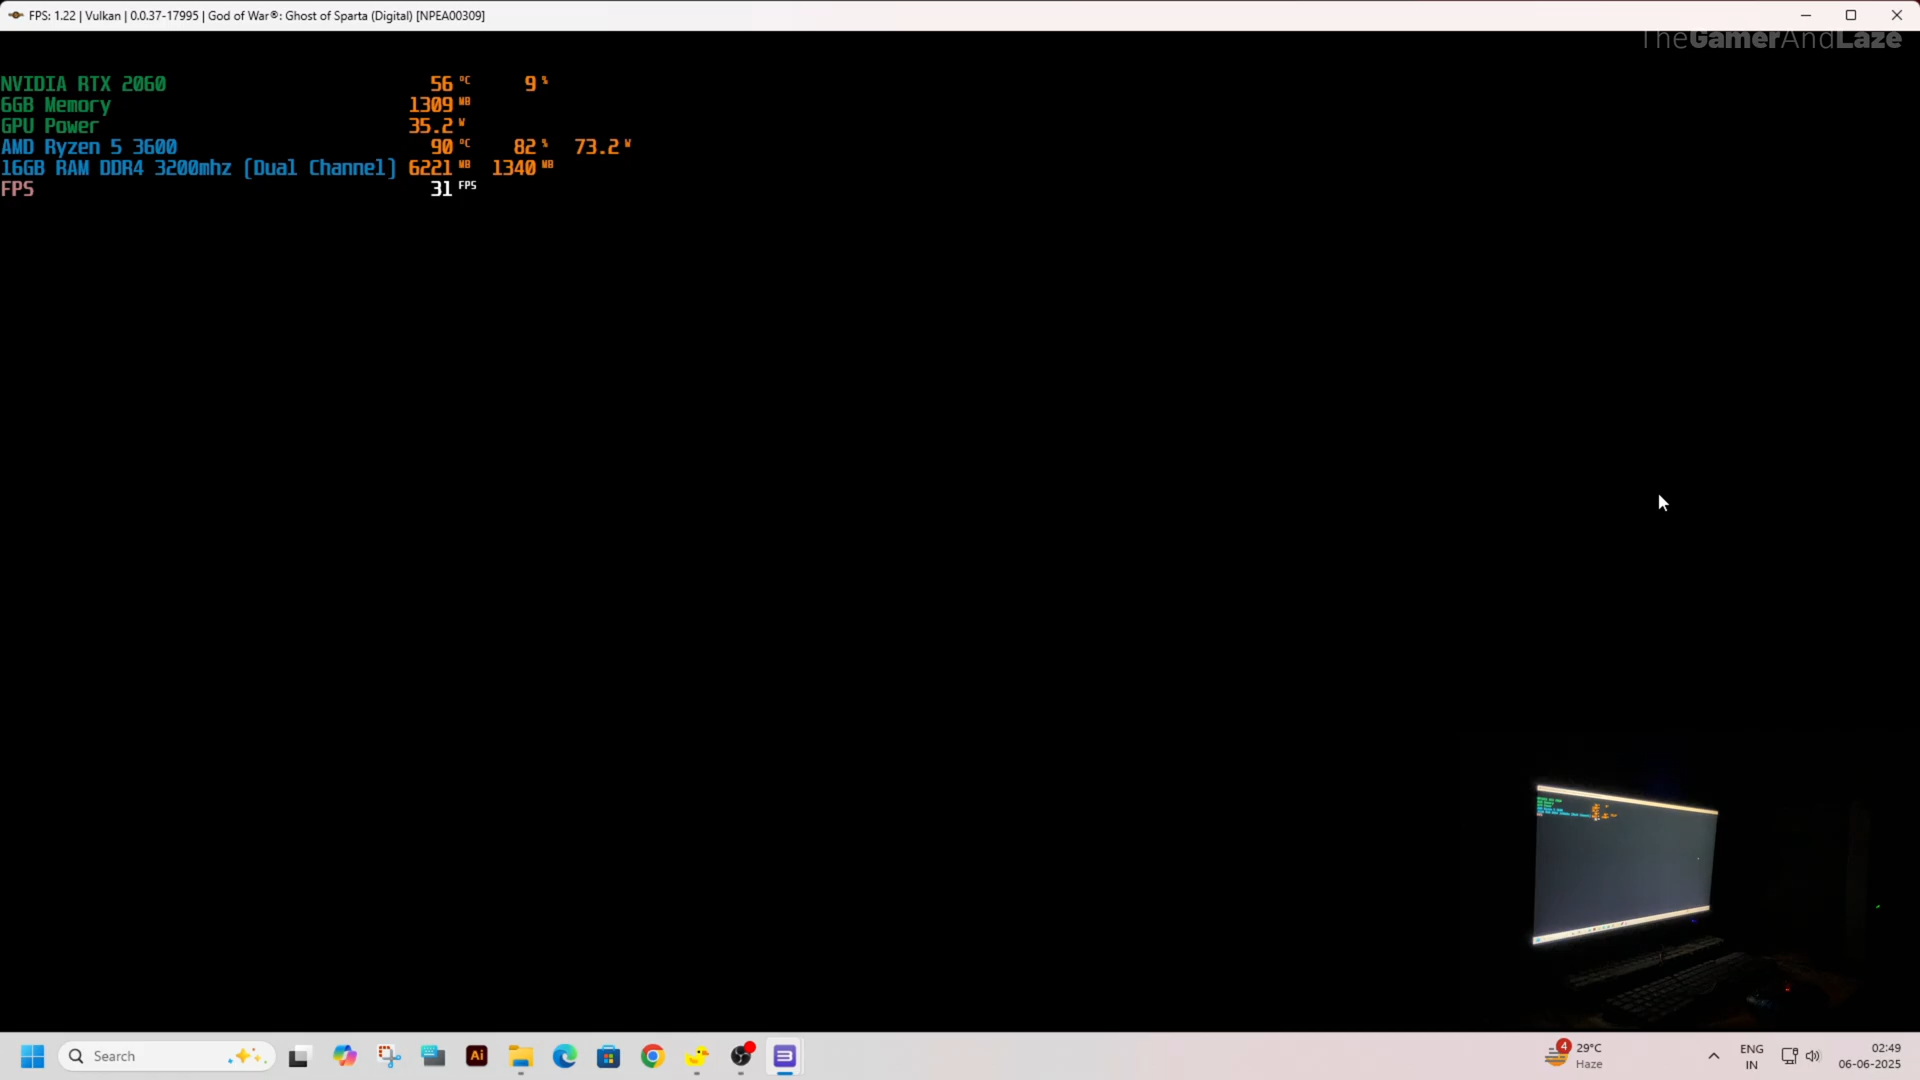 FPS: 1.22 | Vulkan | 0.0.37-17995 | God of War®: Ghost of Sparta (Digital) [NPEA00309]
TheGamerAndLaze
NVIDIA RTX 2060 56 °C 9 %
6GB Memory 1309 MB
GPU Power 35.2 W
AMD Ryzen 5 3600 90 °C 82 % 73.2 W
16GB RAM DDR4 3200mhz (Dual Channel) 6221 MB 1340 MB
FPS 31 FPS
Search
Ai
4
29°C
Haze
ENG
IN
02:49
06-06-2025